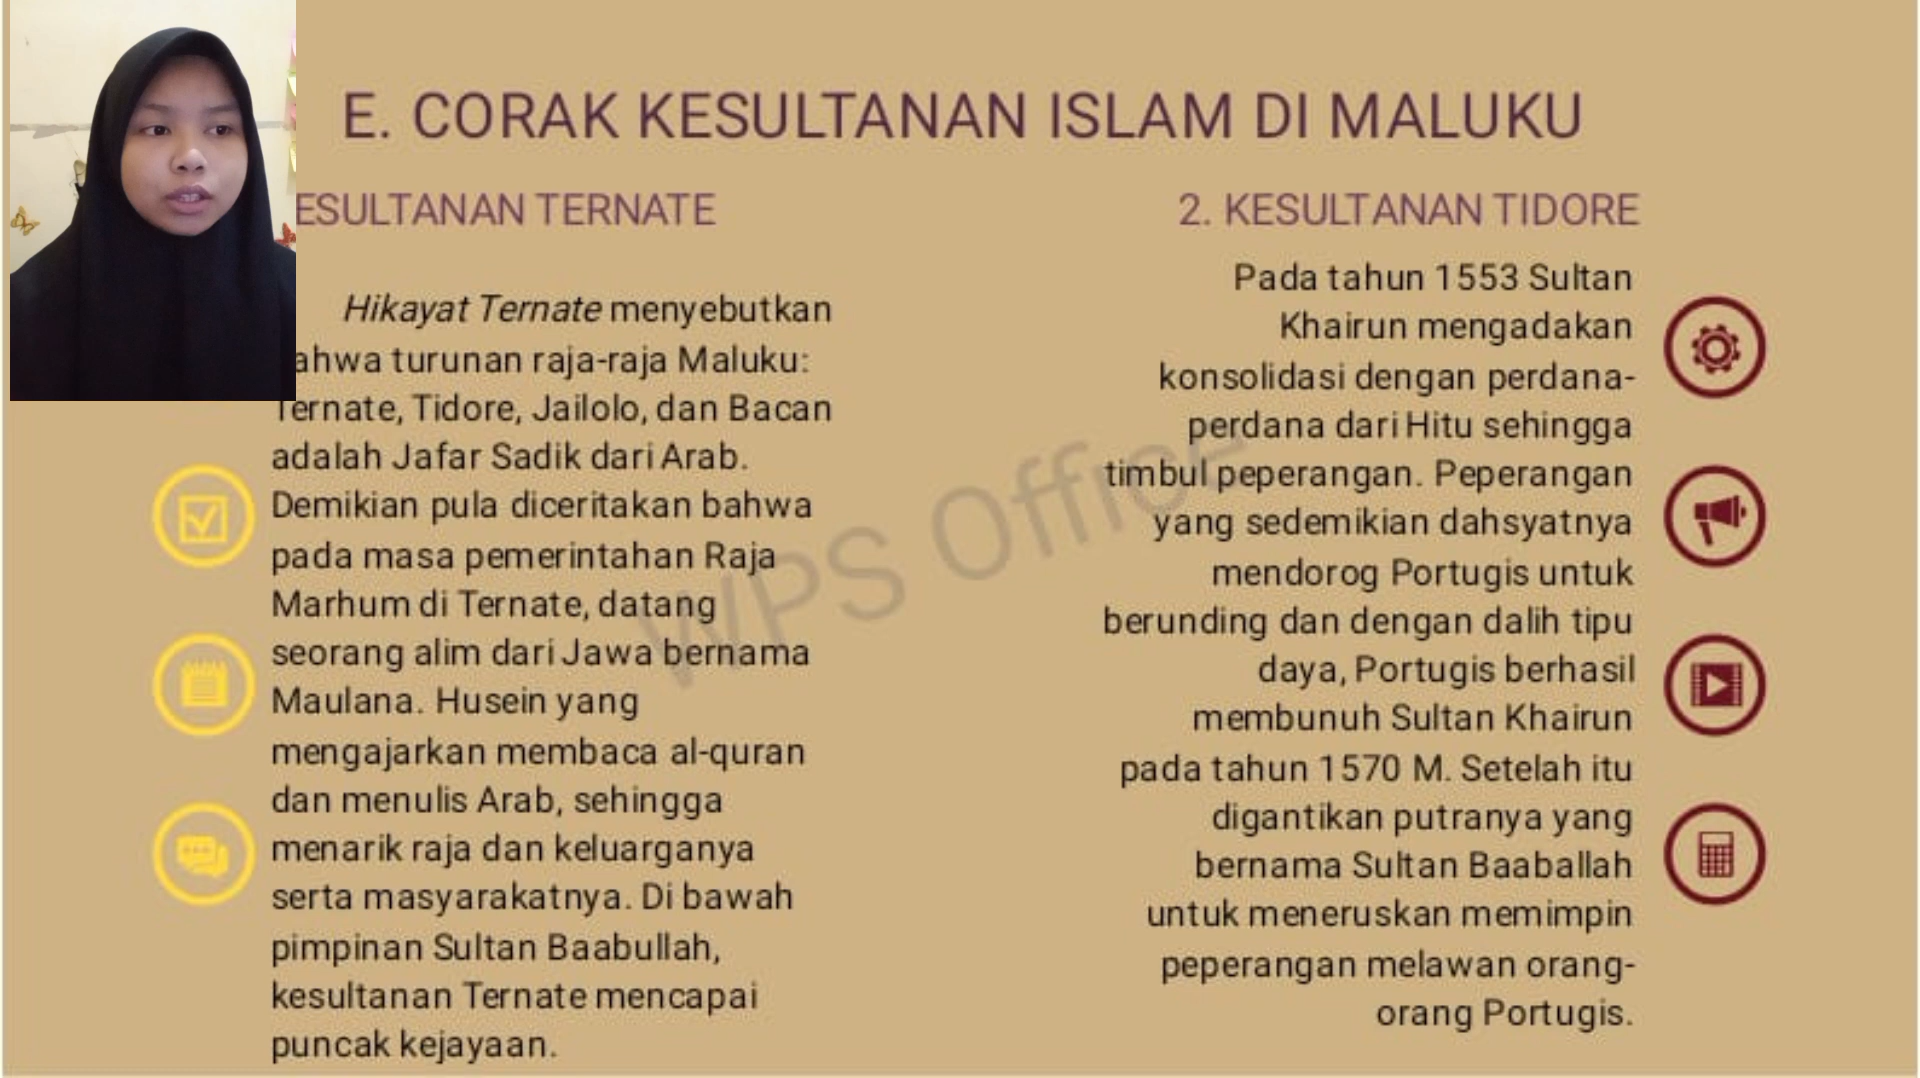 E. CORAK KESULTANAN ISLAM DI MALUKU
ESULTANAN TERNATE
Hikayat Ternate menyebutkan
ahwa turunan raja-raja Maluku:
Ternate, Tidore, Jailolo, dan Bacan
adalah Jafar Sadik dari Arab.
Demikian pula diceritakan bahwa
pada masa pemerintahan Raja
Marhum di Ternate, datang
seorang alim dari Jawa bernama
Maulana. Husein yang
mengajarkan membaca al-quran
dan menulis Arab, sehingga
menarik raja dan keluarganya
serta masyarakatnya. Di bawah
pimpinan Sultan Baabullah,
kesultanan Ternate mencapai
puncak kejayaan.
2. KESULTANAN TIDORE
Pada tahun 1553 Sultan
Khairun mengadakan
konsolidasi dengan perdana-
perdana dari Hitu sehingga
timbul peperangan. Peperangan
yang sedemikian dahsyatnya
mendorog Portugis untuk
berunding dan dengan dalih tipu
daya, Portugis berhasil
membunuh Sultan Khairun
pada tahun 1570 M. Setelah itu
digantikan putranya yang
bernama Sultan Baaballah
untuk meneruskan memimpin
peperangan melawan orang-
orang Portugis.
WPS Office